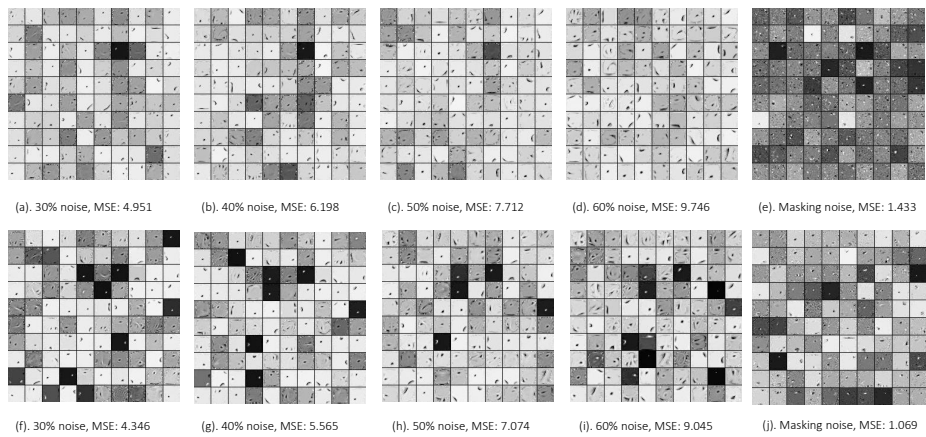 (a). 30% noise, MSE: 4.951
(b). 40% noise, MSE: 6.198
(c). 50% noise, MSE: 7.712
(d). 60% noise, MSE: 9.746
(e). Masking noise, MSE: 1.433
(f). 30% noise, MSE: 4.346
(g). 40% noise, MSE: 5.565
(h). 50% noise, MSE: 7.074
(i). 60% noise, MSE: 9.045
(j). Masking noise, MSE: 1.069